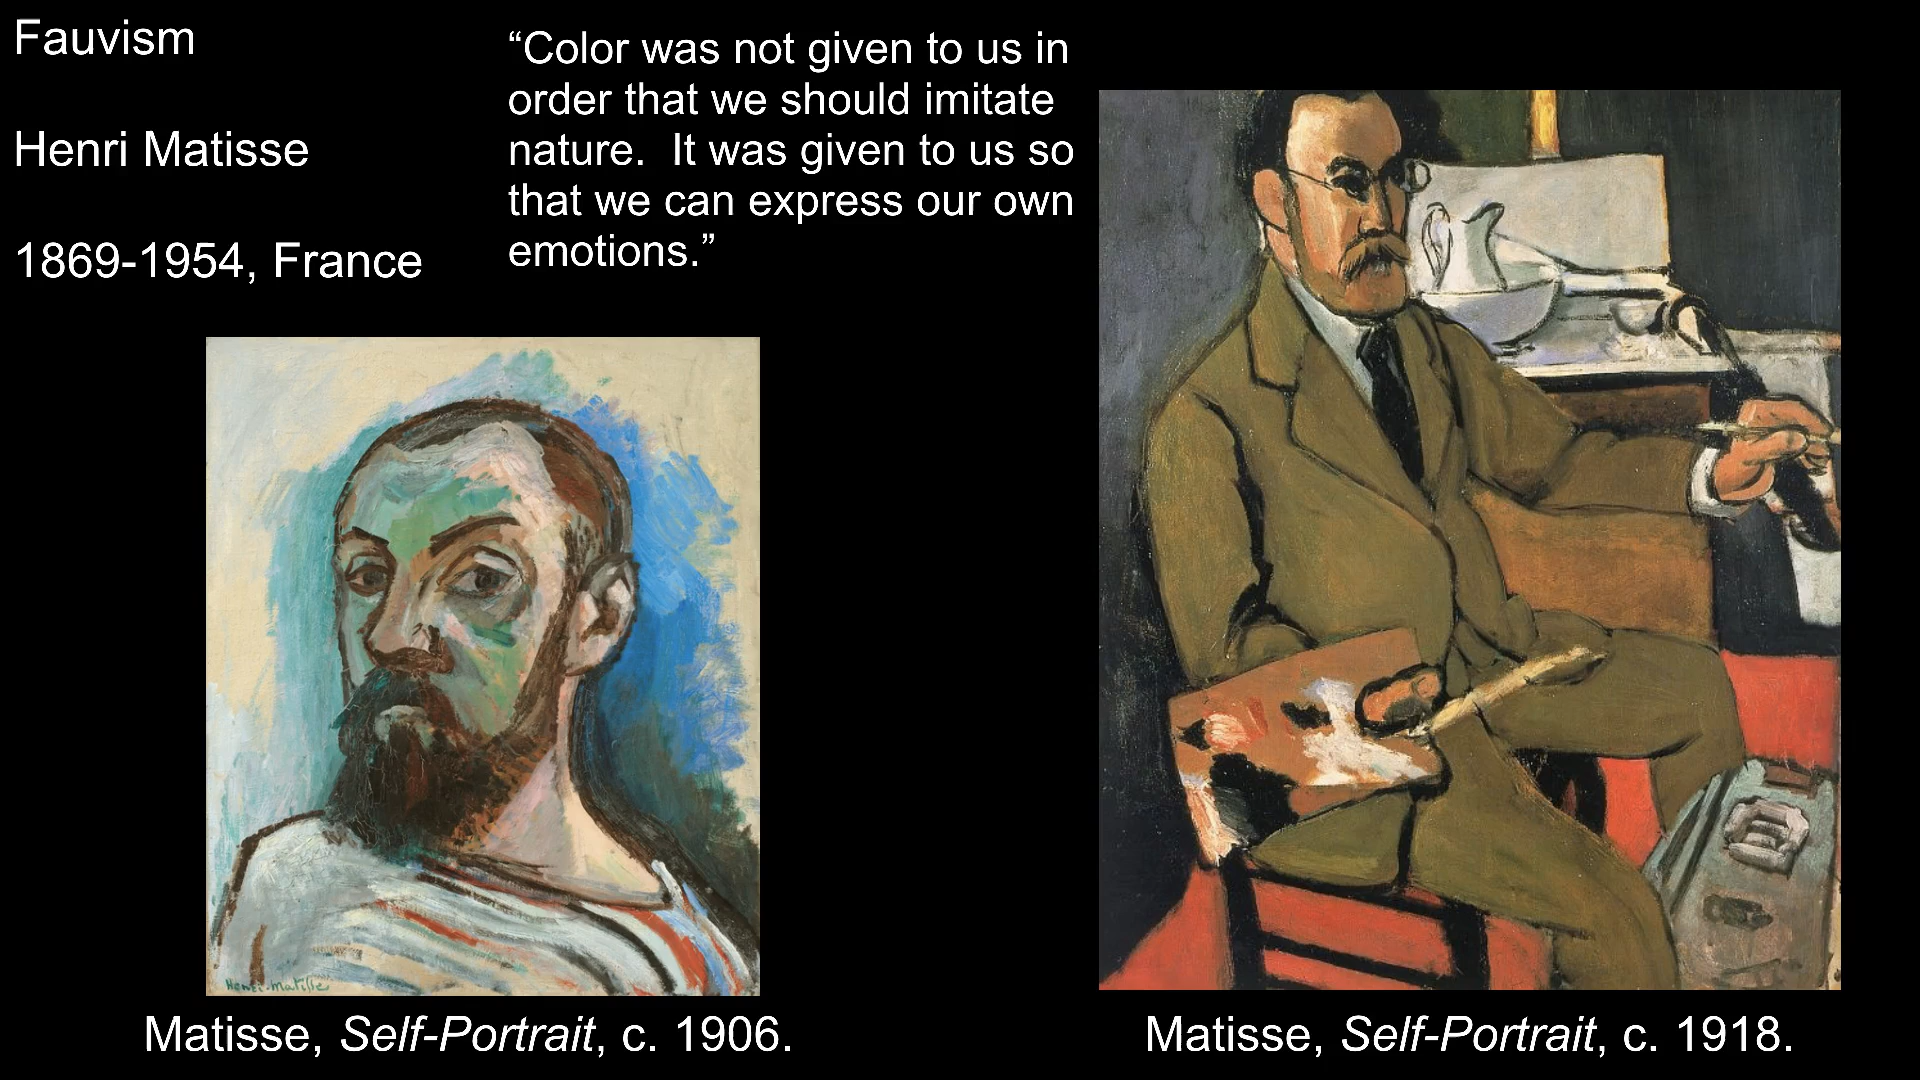 Fauvism
Henri Matisse
1869-1954, France
“Color was not given to us in
order that we should imitate
nature.  It was given to us so
that we can express our own
emotions.”
Henri-Matisse
Matisse, Self-Portrait, c. 1906.
Matisse, Self-Portrait, c. 1918.